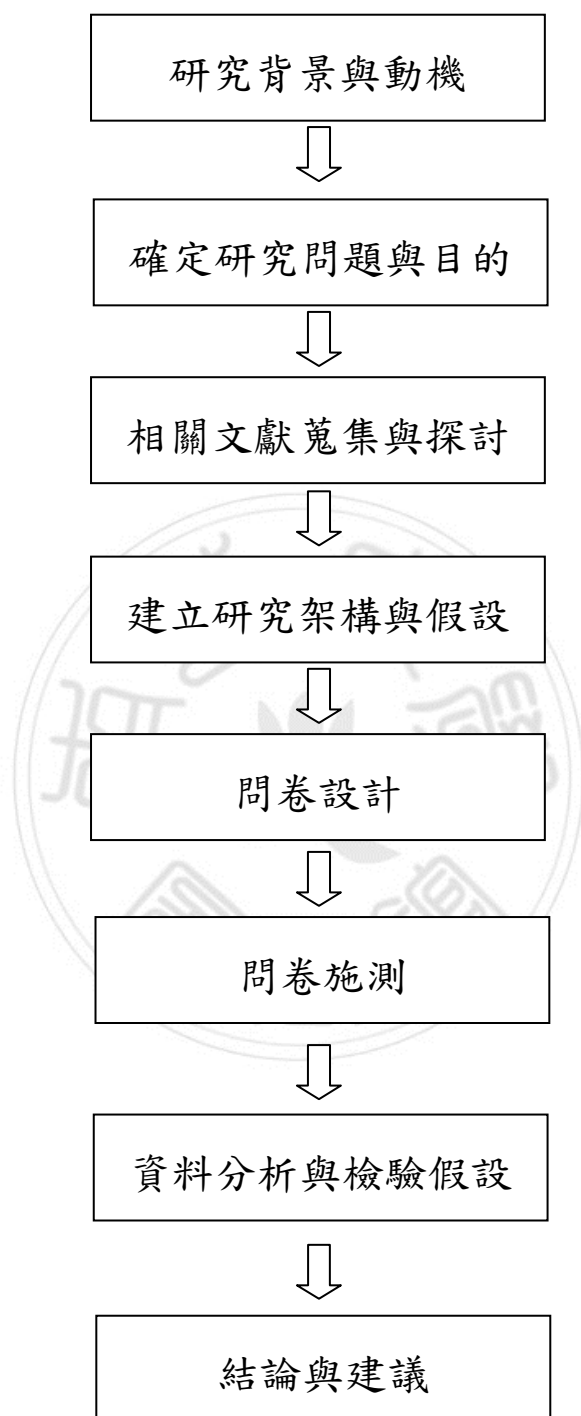 研究背景與動機
確定研究問題與目的
相關文獻蒐集與探討
建立研究架構與假設
問卷設計
問卷施測
資料分析與檢驗假設
結論與建議